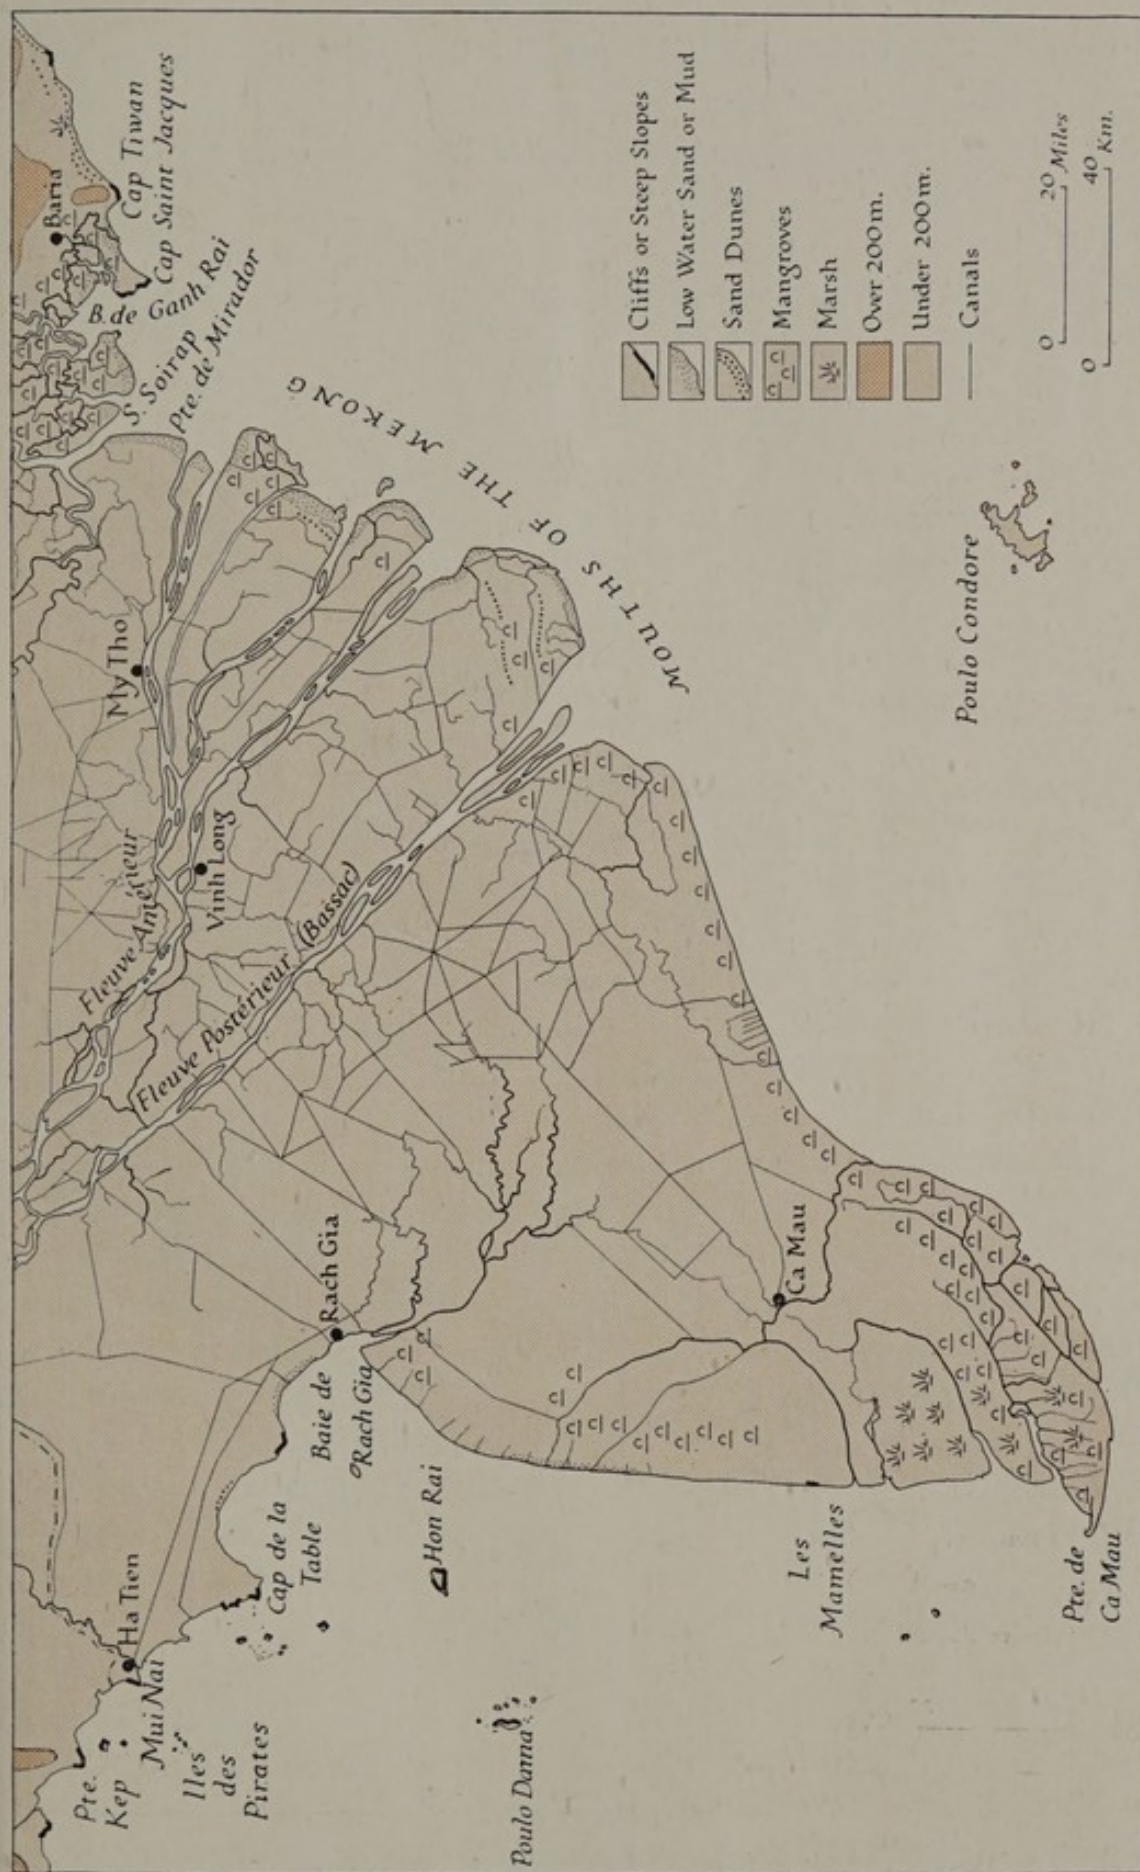 Baria
Cap Tiwan
Cap Saint Jacques
B. de Ganh Rai
S. Soirap
Pte. de Mirador
MOUTHS OF THE MEKONG
My Tho
Vinh Long
Fleuve Antérieur
Fleuve Postérieur (Bassac)
Rach Gia
Baie de
Rach Gia
Ca Mau
Ha Tien
Mui Nai
Pte.
Kep
Iles
des
Pirates
Cap de la
Table
Hon Rai
Poulo Dama
Les
Mamelles
Pte. de
Ca Mau
Poulo Condore
Cliffs or Steep Slopes
Low Water Sand or Mud
Sand Dunes
Mangroves
Marsh
Over 200 m.
Under 200 m.
Canals
0 20 Miles
0 40 Km.